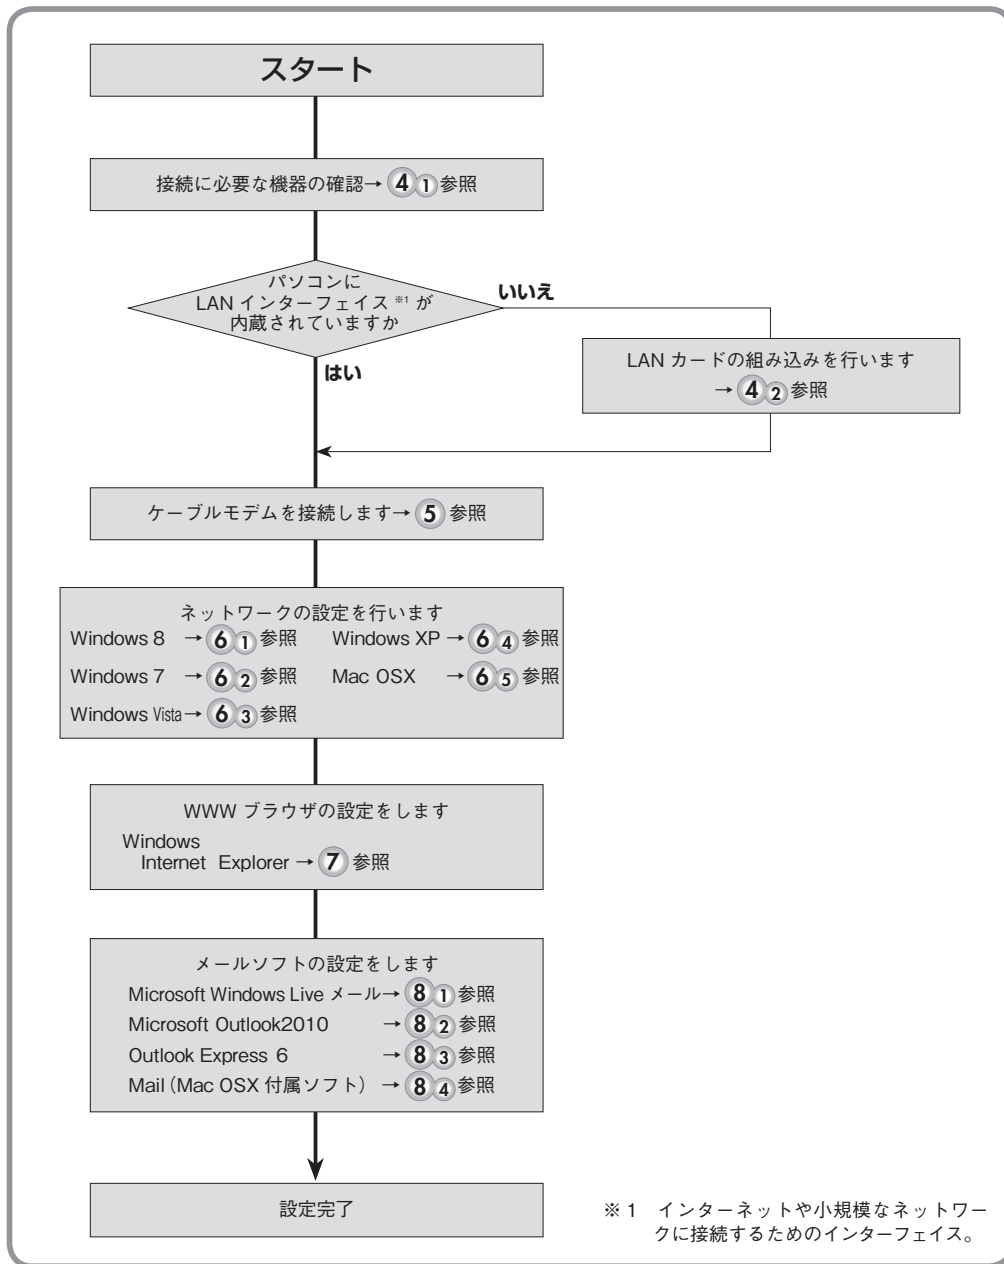 スタート
接続に必要な機器の確認→ 4 1 参照
パソコンに
LAN インターフェイス ※1 が
内蔵されていますか
いいえ
はい
LAN カードの組み込みを行います
→ 4 2 参照
ケーブルモデムを接続します→ 5 参照
ネットワークの設定を行います
Windows 8 → 6 1 参照 Windows XP → 6 4 参照
Windows 7 → 6 2 参照 Mac OSX → 6 5 参照
Windows Vista→ 6 3 参照
WWW ブラウザの設定をします
Windows
Internet Explorer → 7 参照
メールソフトの設定をします
Microsoft Windows Live メール→ 8 1 参照
Microsoft Outlook2010 → 8 2 参照
Outlook Express 6 → 8 3 参照
Mail（Mac OSX 付属ソフト） → 8 4 参照
設定完了
※ 1 インターネットや小規模なネットワー
クに接続するためのインターフェイス。